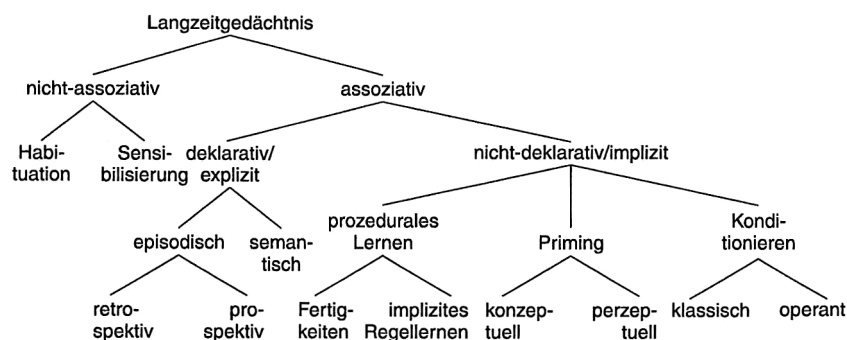 Langzeitgedächtnis
nicht-assoziativ
assoziativ
Habi-
tuation
Sensi-
bilisierung
deklarativ/
explizit
nicht-deklarativ/implizit
episodisch
seman-
tisch
prozedurales
Lernen
Priming
Kondi-
tionieren
retro-
spektiv
pro-
spektiv
Fertig-
keiten
implizites
Regellernen
konzep-
tuell
perzep-
tuell
klassisch
operant